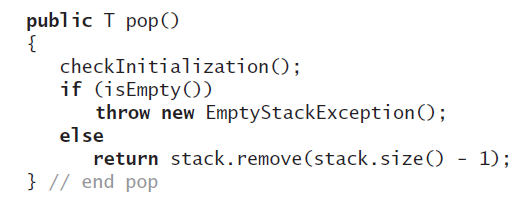 public T pop()
{
checkInitialization();
if (isEmpty())
throw new EmptyStackException();
else
return stack.remove(stack.size() - 1);
} // end pop